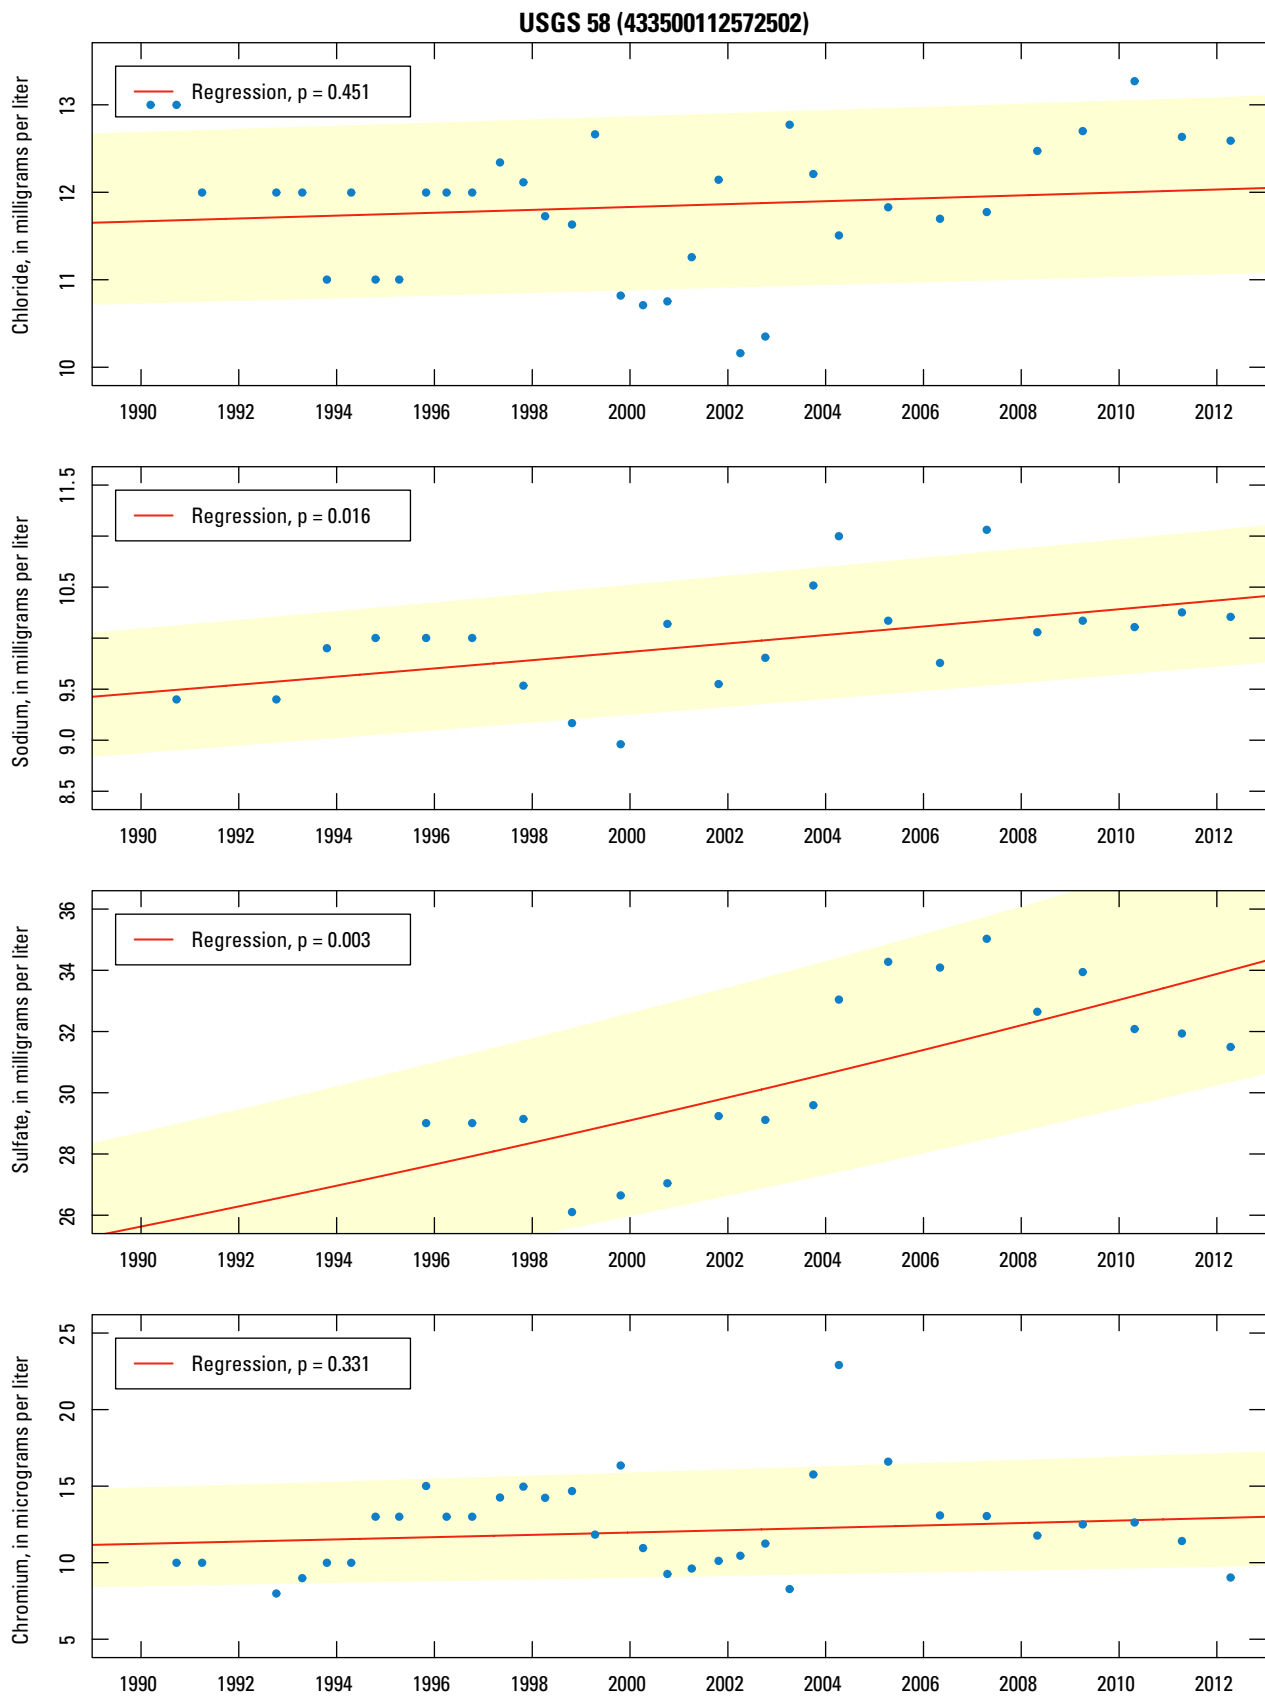 USGS 58 (433500112572502)
Chloride, in milligrams per liter
13
12
11
10
Regression, p = 0.451
1990 1992 1994 1996 1998 2000 2002 2004 2006 2008 2010 2012
Sodium, in milligrams per liter
11.5
10.5
9.5
9.0
8.5
Regression, p = 0.016
1990 1992 1994 1996 1998 2000 2002 2004 2006 2008 2010 2012
Sulfate, in milligrams per liter
36
34
32
30
28
26
Regression, p = 0.003
1990 1992 1994 1996 1998 2000 2002 2004 2006 2008 2010 2012
Chromium, in micrograms per liter
25
20
15
10
5
Regression, p = 0.331
1990 1992 1994 1996 1998 2000 2002 2004 2006 2008 2010 2012